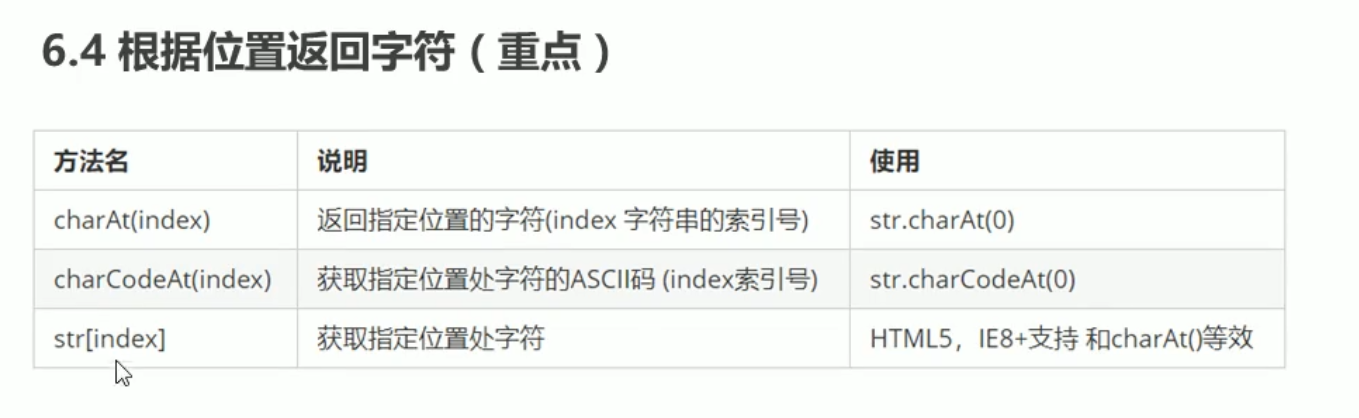 6.4 根据位置返回字符（重点）
方法名 说明 使用
charAt(index) 返回指定位置的字符(index 字符串的索引号) str.charAt(0)
charCodeAt(index) 获取指定位置处字符的ASCII码 (index索引号) str.charCodeAt(0)
str[index] 获取指定位置处字符 HTML5，IE8+支持 和charAt()等效